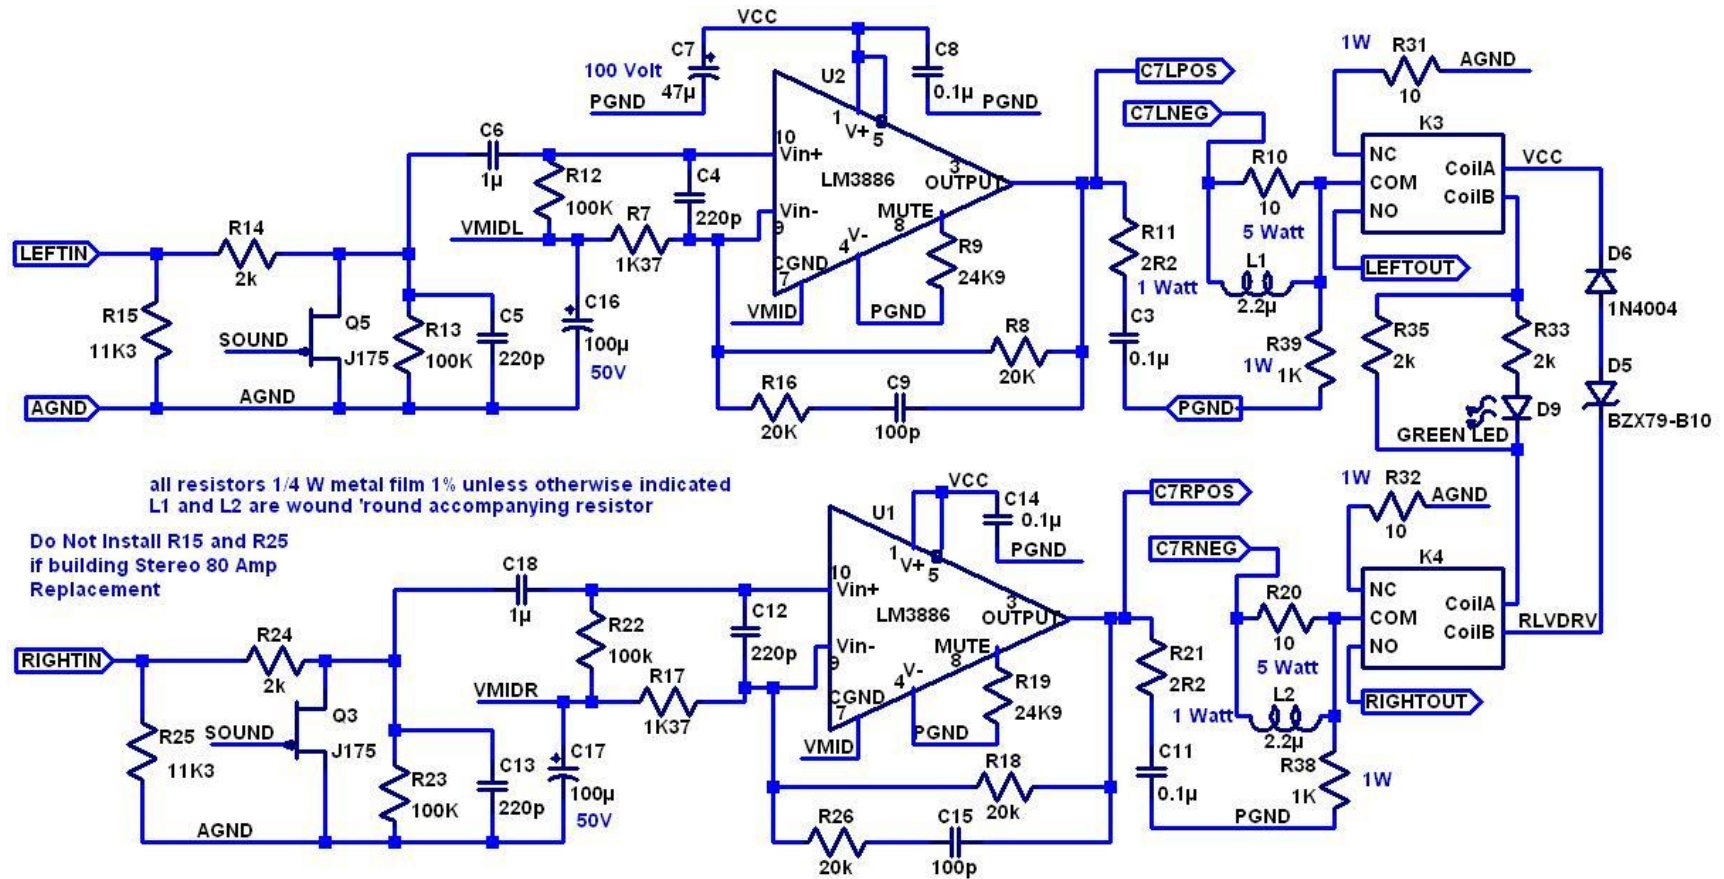 VCC
C7
100 Volt
47µ
PGND
C8
0.1µ
PGND
U2
1
V+
5
10
Vin+
LM3886
3
OUTPUT
Vin-
9
MUTE
8
4
V-
CGND
7
VMID
PGND
R9
24K9
C6
1µ
R12
100K
C4
220p
VMIDL
R7
1K37
LEFTIN
R14
2k
R15
11K3
SOUND
Q5
J175
R13
100K
C5
220p
C16
100µ
50V
AGND
AGND
R8
20K
R16
20K
C9
100p
C7LPOS
C7LNEG
R11
2R2
1 Watt
C3
0.1µ
PGND
R10
10
5 Watt
L1
2.2µ
R39
1W
1K
1W
R31
10
AGND
K3
NC
COM
NO
CoilA
CoilB
VCC
LEFTOUT
R35
2k
R33
2k
D6
1N4004
D5
BZX79-B10
D9
GREEN LED
all resistors 1/4 W metal film 1% unless otherwise indicated
L1 and L2 are wound 'round accompanying resistor
Do Not Install R15 and R25
if building Stereo 80 Amp
Replacement
VCC
C14
0.1µ
PGND
U1
1
V+
5
10
Vin+
LM3886
3
OUTPUT
Vin-
9
MUTE
8
4
V-
CGND
7
VMID
PGND
R19
24K9
C18
1µ
R22
100k
C12
220p
VMIDR
R17
1K37
RIGHTIN
R24
2k
R25
11K3
SOUND
Q3
J175
R23
100K
C13
220p
C17
100µ
50V
AGND
R18
20k
R26
20k
C15
100p
C7RPOS
C7RNEG
R21
2R2
1 Watt
C11
0.1µ
PGND
R20
10
5 Watt
L2
2.2µ
R38
1K
1W
1W
R32
10
AGND
K4
NC
COM
NO
CoilA
CoilB
RLVDRV
RIGHTOUT